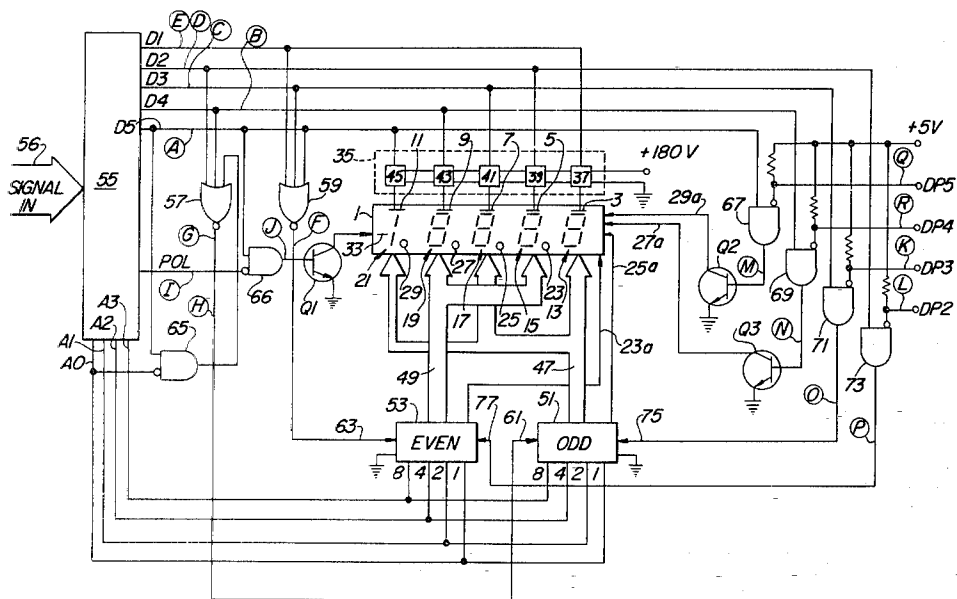 D1 E D C B
D2
D3
D4
D5 A
56
SIGNAL IN
55
+5V
Q DP5
R DP4
K DP3
L DP2
35 11 9 7 5
45 43 41 39 37
+180V
57 59
1 3
G J F
33 21 29 27 25 23
19 17 15 13
29a
27a
25a
23a
67 69 71 73
M N O P
Q1 Q2 Q3
POL
I
66
H
65
A3
A2
A1
A0
49 47
53 77 61 51 75
63
EVEN ODD
8 4 2 1 8 4 2 1